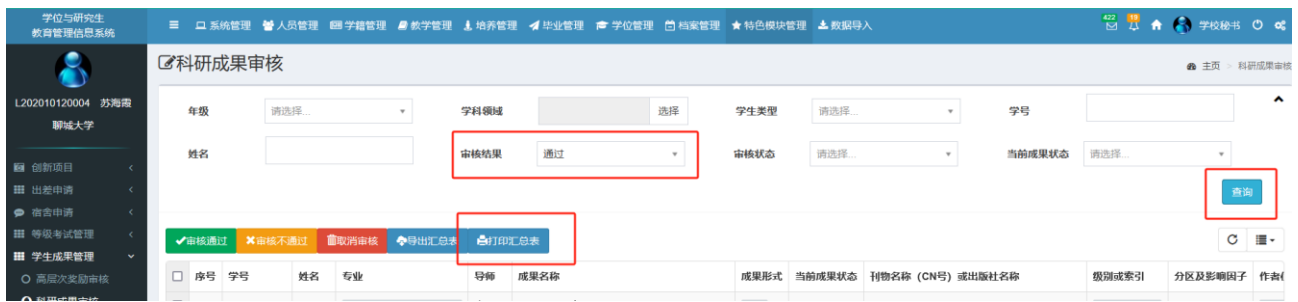 学位与研究生
教育管理信息系统
系统管理 人员管理 学籍管理 教学管理 培养管理 毕业管理 学位管理 档案管理 特色模块管理 数据导入
422 19 学校秘书
科研成果审核
主页 > 科研成果审核
L202010120004 苏海霞
聊城大学
年级 请选择... 学科领域 选择 学生类型 请选择... 学号
姓名 审核结果 通过 审核状态 请选择... 当前成果状态 请选择...
查询
创新项目
出差申请
宿舍申请
等级考试管理
学生成果管理
高层次奖励审核
科研成果审核
审核通过 审核不通过 取消审核 导出汇总表 打印汇总表
序号 学号 姓名 专业 导师 成果名称 成果形式 当前成果状态 刊物名称（CN号）或出版社名称 级别或索引 分区及影响因子